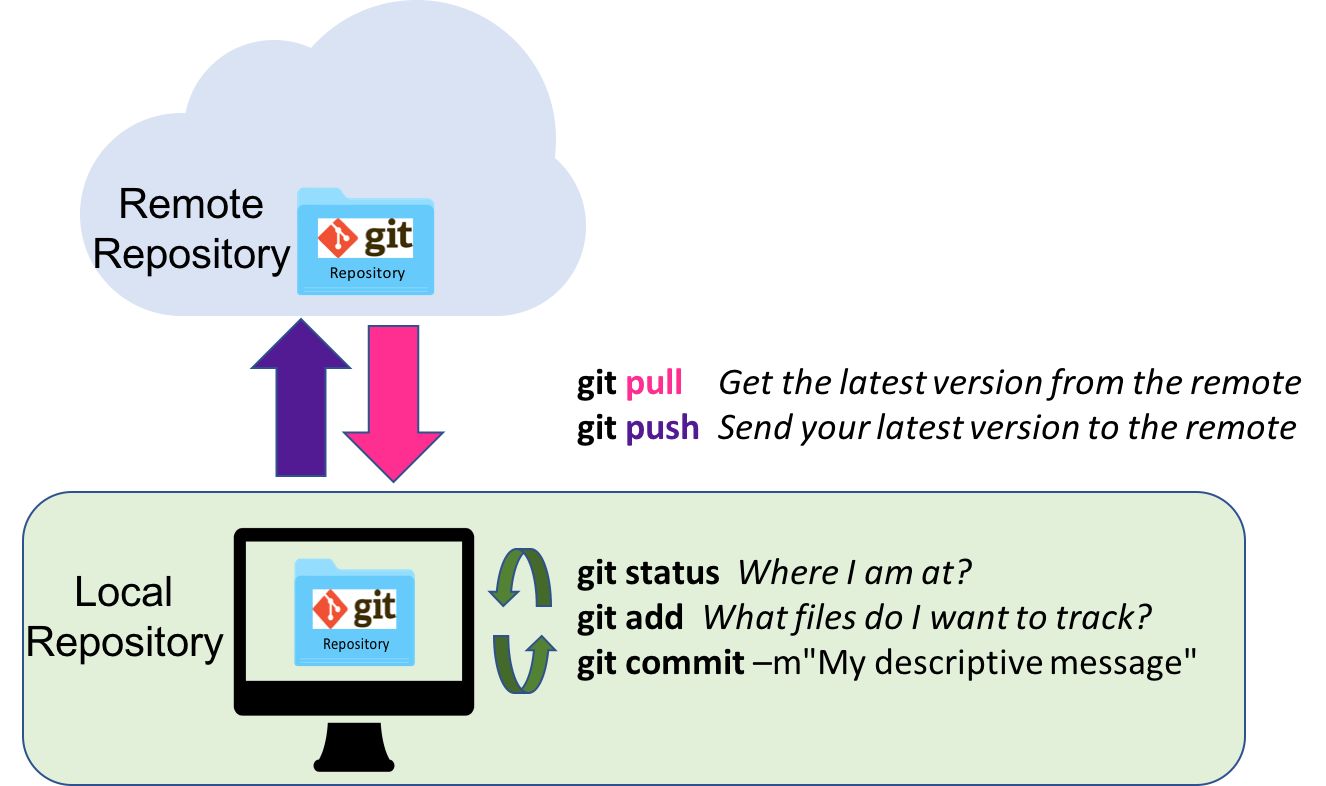 Remote
Repository
git
Repository
git pull Get the latest version from the remote
git push Send your latest version to the remote
Local
Repository
git
Repository
git status Where I am at?
git add What files do I want to track?
git commit –m"My descriptive message"